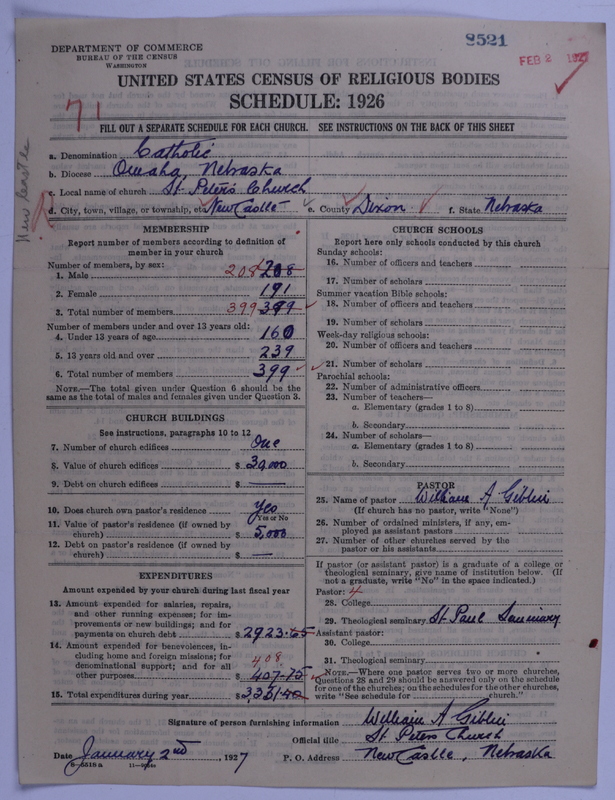 DEPARTMENT OF COMMERCE
BUREAU OF THE CENSUS
WASHINGTON
8521
FEB 2 1927
UNITED STATES CENSUS OF RELIGIOUS BODIES
SCHEDULE: 1926
71
FILL OUT A SEPARATE SCHEDULE FOR EACH CHURCH. SEE INSTRUCTIONS ON THE BACK OF THIS SHEET
a. Denomination Catholic
b. Diocese Omaha, Nebraska
c. Local name of church St. Peter's Church
d. City, town, village, or township, etc. New Castle e. County Dixon f. State Nebraska
New Castle
MEMBERSHIP
Report number of members according to definition of
member in your church
Number of members, by sex:
1. Male 208 208
2. Female 191
3. Total number of members 399 399
Number of members under and over 13 years old:
4. Under 13 years of age 160
5. 13 years old and over 239
6. Total number of members 399
NOTE.—The total given under Question 6 should be
same as the total of males and females given under Question 3.
CHURCH BUILDINGS
See instructions, paragraphs 10 to 12
7. Number of church edifices One
8. Value of church edifices $ 30,000
9. Debt on church edifices $ —
10. Does church own pastor's residence Yes
Yes or No
11. Value of pastor's residence (if owned by
church) $ 5,000
12. Debt on pastor's residence (if owned by
church) $ —
EXPENDITURES
Amount expended by your church during last fiscal year
13. Amount expended for salaries, repairs,
and other running expenses; for im-
provements or new buildings; and for
payments on church debt $ 2923.65
14. Amount expended for benevolences, in-
cluding home and foreign missions; for
denominational support; and for all 408
other purposes $ 407.75
15. Total expenditures during year $ 3331.40
CHURCH SCHOOLS
Report here only schools conducted by this church
Sunday schools:
16. Number of officers and teachers
17. Number of scholars
Summer vacation Bible schools:
18. Number of officers and teachers
19. Number of scholars
Week-day religious schools:
20. Number of officers and teachers
21. Number of scholars
Parochial schools:
22. Number of administrative officers
23. Number of teachers—
a. Elementary (grades 1 to 8)
b. Secondary
24. Number of scholars—
a. Elementary (grades 1 to 8)
b. Secondary
PASTOR
25. Name of pastor William A Giblin
(If church has no pastor, write "None")
26. Number of ordained ministers, if any, em-
ployed as assistant pastors
27. Number of other churches served by the
pastor or his assistants
If pastor (or assistant pastor) is a graduate of a college or
theological seminary, give name of institution below. (If
not a graduate, write "No" in the space indicated.)
Pastor: 4
28. College
29. Theological seminary St Paul Seminary
Assistant pastor:
30. College
31. Theological seminary
NOTE.—Where one pastor serves two or more churches,
Questions 28 and 29 should be answered only on the schedule
for one of the churches; on the schedules for the other churches,
write "See schedule for church."
Signature of person furnishing information William A Giblin
Official title St Peters Church
Date January 2nd, 1927 P. O. Address New Castle, Nebraska